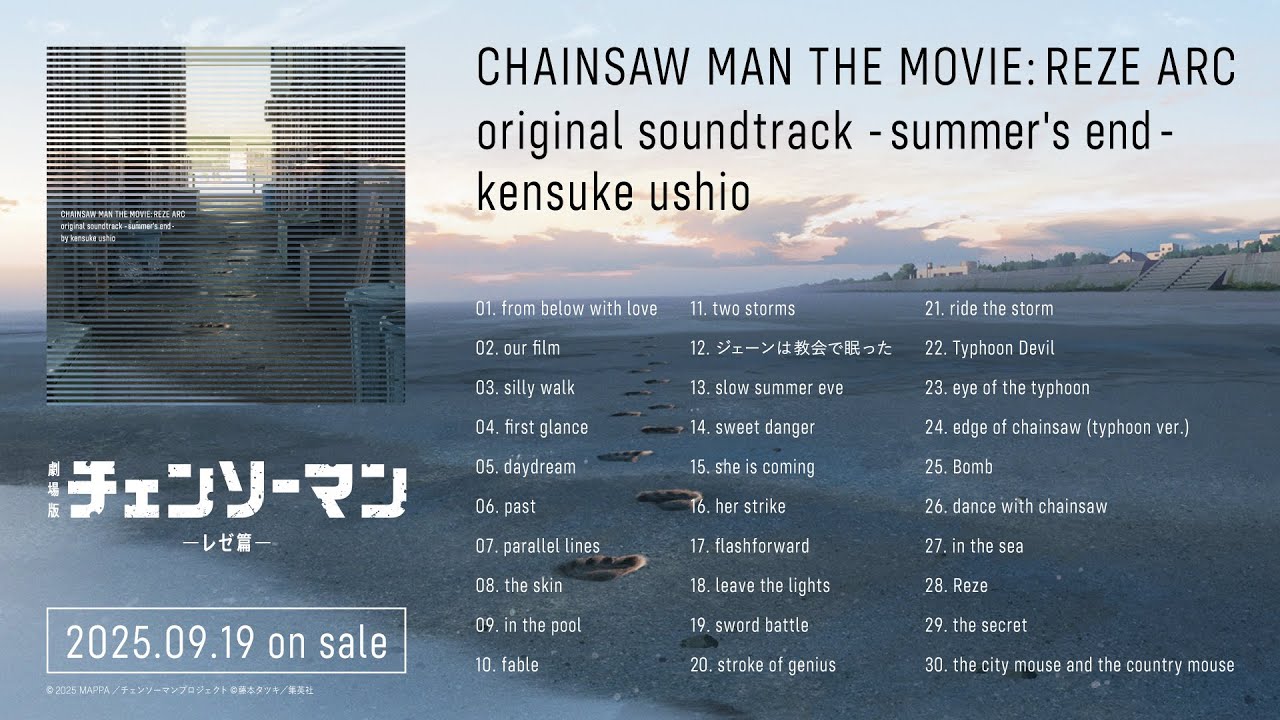 CHAINSAW MAN THE MOVIE: REZE ARC
original soundtrack -summer's end-
kensuke ushio
CHAINSAW MAN THE MOVIE: REZE ARC
original soundtrack -summer's end-
by kensuke ushio
劇場版
チェンソーマン
—レゼ篇—
2025.09.19 on sale
© 2025 MAPPA／チェンソーマンプロジェクト ©藤本タツキ／集英社
01. from below with love
02. our film
03. silly walk
04. first glance
05. daydream
06. past
07. parallel lines
08. the skin
09. in the pool
10. fable
11. two storms
12. ジェーンは教会で眠った
13. slow summer eve
14. sweet danger
15. she is coming
16. her strike
17. flashforward
18. leave the lights
19. sword battle
20. stroke of genius
21. ride the storm
22. Typhoon Devil
23. eye of the typhoon
24. edge of chainsaw (typhoon ver.)
25. Bomb
26. dance with chainsaw
27. in the sea
28. Reze
29. the secret
30. the city mouse and the country mouse